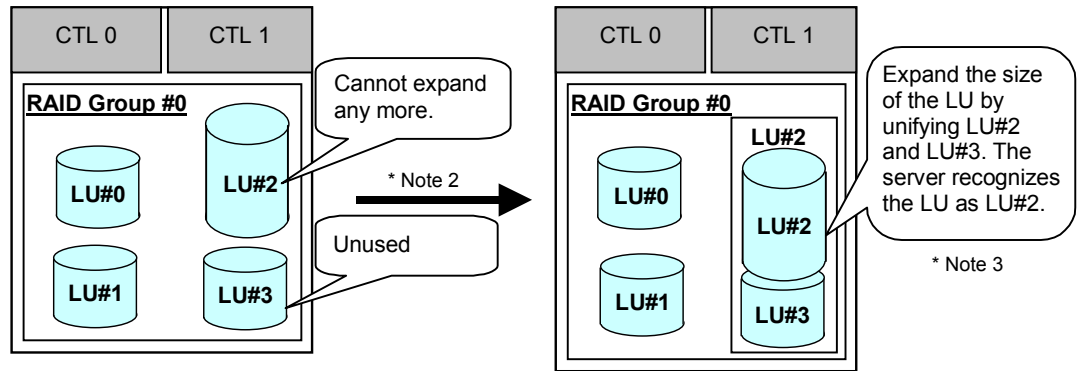 CTL 0
CTL 1
RAID Group #0
LU#0
LU#2
LU#1
LU#3
Cannot expand
any more.
Unused
* Note 2
CTL 0
CTL 1
RAID Group #0
LU#2
LU#0
LU#2
LU#1
LU#3
Expand the size
of the LU by
unifying LU#2
and LU#3. The
server recognizes
the LU as LU#2.
* Note 3